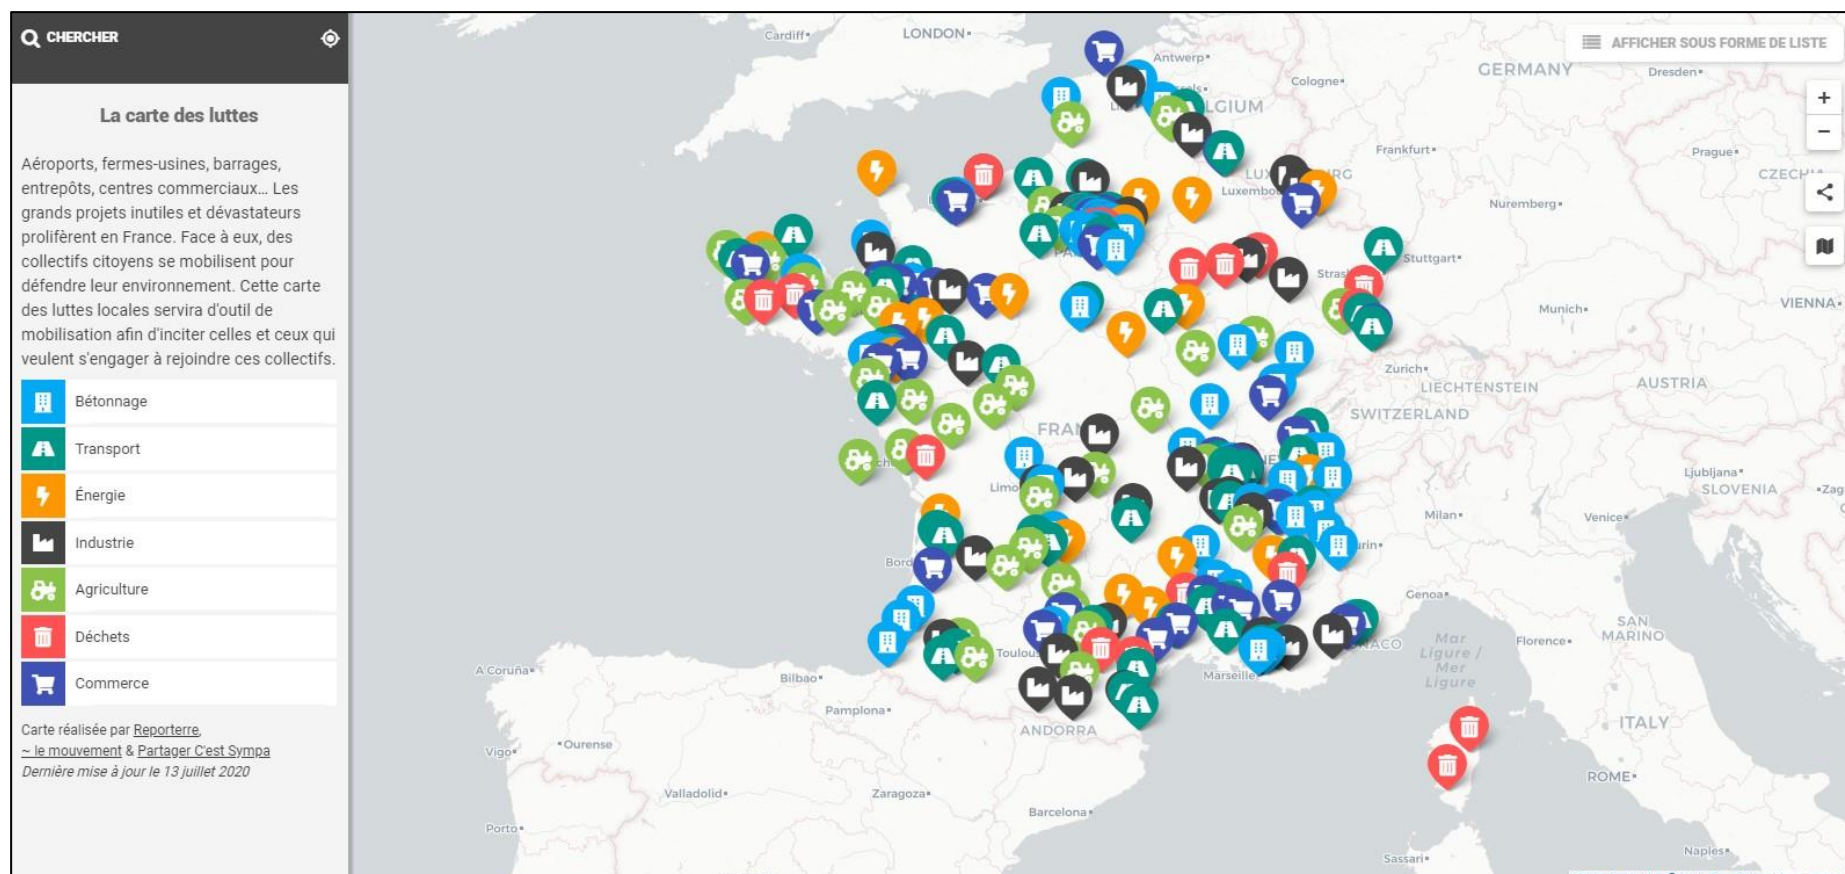 CHERCHER
La carte des luttes
Aéroports, fermes-usines, barrages,
entrepôts, centres commerciaux... Les
grands projets inutiles et dévastateurs
prolifèrent en France. Face à eux, des
collectifs citoyens se mobilisent pour
défendre leur environnement. Cette carte
des luttes locales servira d'outil de
mobilisation afin d'inciter celles et ceux qui
veulent s'engager à rejoindre ces collectifs.
Bétonnage
Transport
Énergie
Industrie
Agriculture
Déchets
Commerce
Carte réalisée par Reporterre,
~ le mouvement & Partager C'est Sympa
Dernière mise à jour le 13 juillet 2020
AFFICHER SOUS FORME DE LISTE
+
−
Cardiff
LONDON
Antwerp
Cologne
GERMANY
Dresden
Frankfurt
Prague
Nuremberg
Stuttgart
Munich
VIENNA
Zurich
LIECHTENSTEIN
AUSTRIA
SWITZERLAND
Ljubljana
SLOVENIA
Milan
Venice
Genoa
Florence
SAN
MARINO
Mar
Ligure /
Mer
Ligure
Marseille
ITALY
ROME
Naples
Sassari
ANDORRA
A Coruña
Bilbao
Pamplona
Vigo
Ourense
Valladolid
Zaragoza
Barcelona
Porto